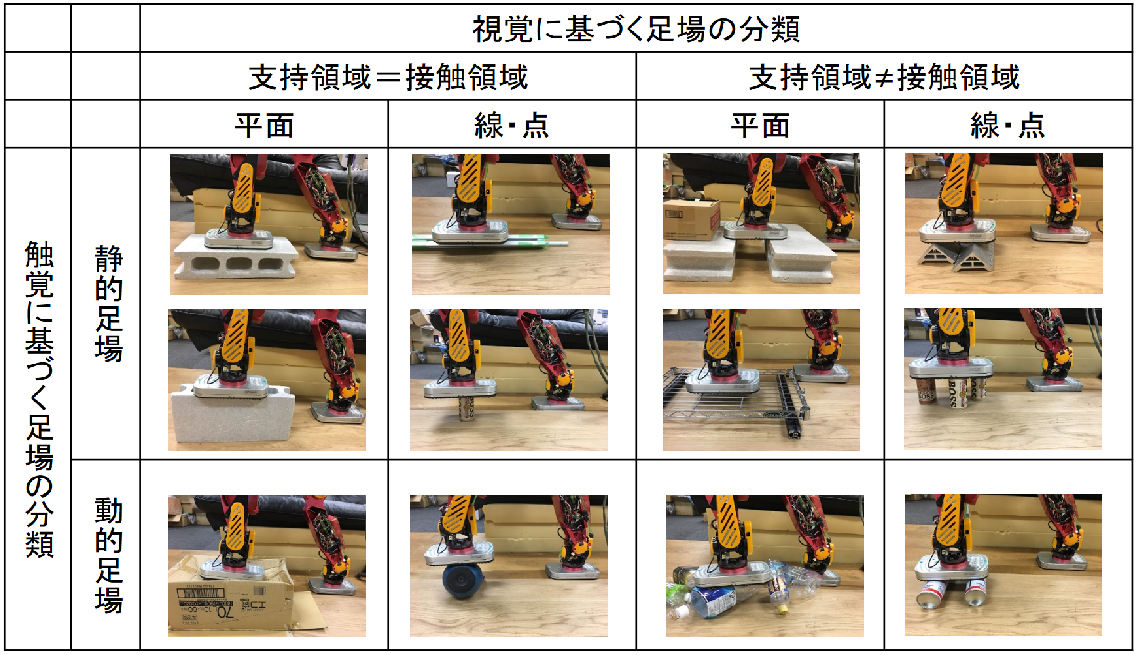 視覚に基づく足場の分類
支持領域＝接触領域
支持領域≠接触領域
平面
線・点
平面
線・点
触覚に基づく足場の分類
静的足場
動的足場
BOSS
70